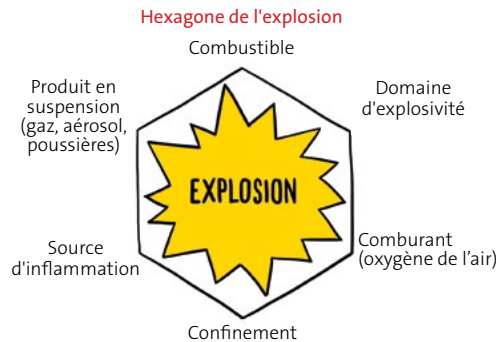 Hexagone de l'explosion
Combustible
Produit en
suspension
(gaz, aérosol,
poussières)
Domaine
d'explosivité
EXPLOSION
Source
d'inflammation
Comburant
(oxygène de l’air)
Confinement